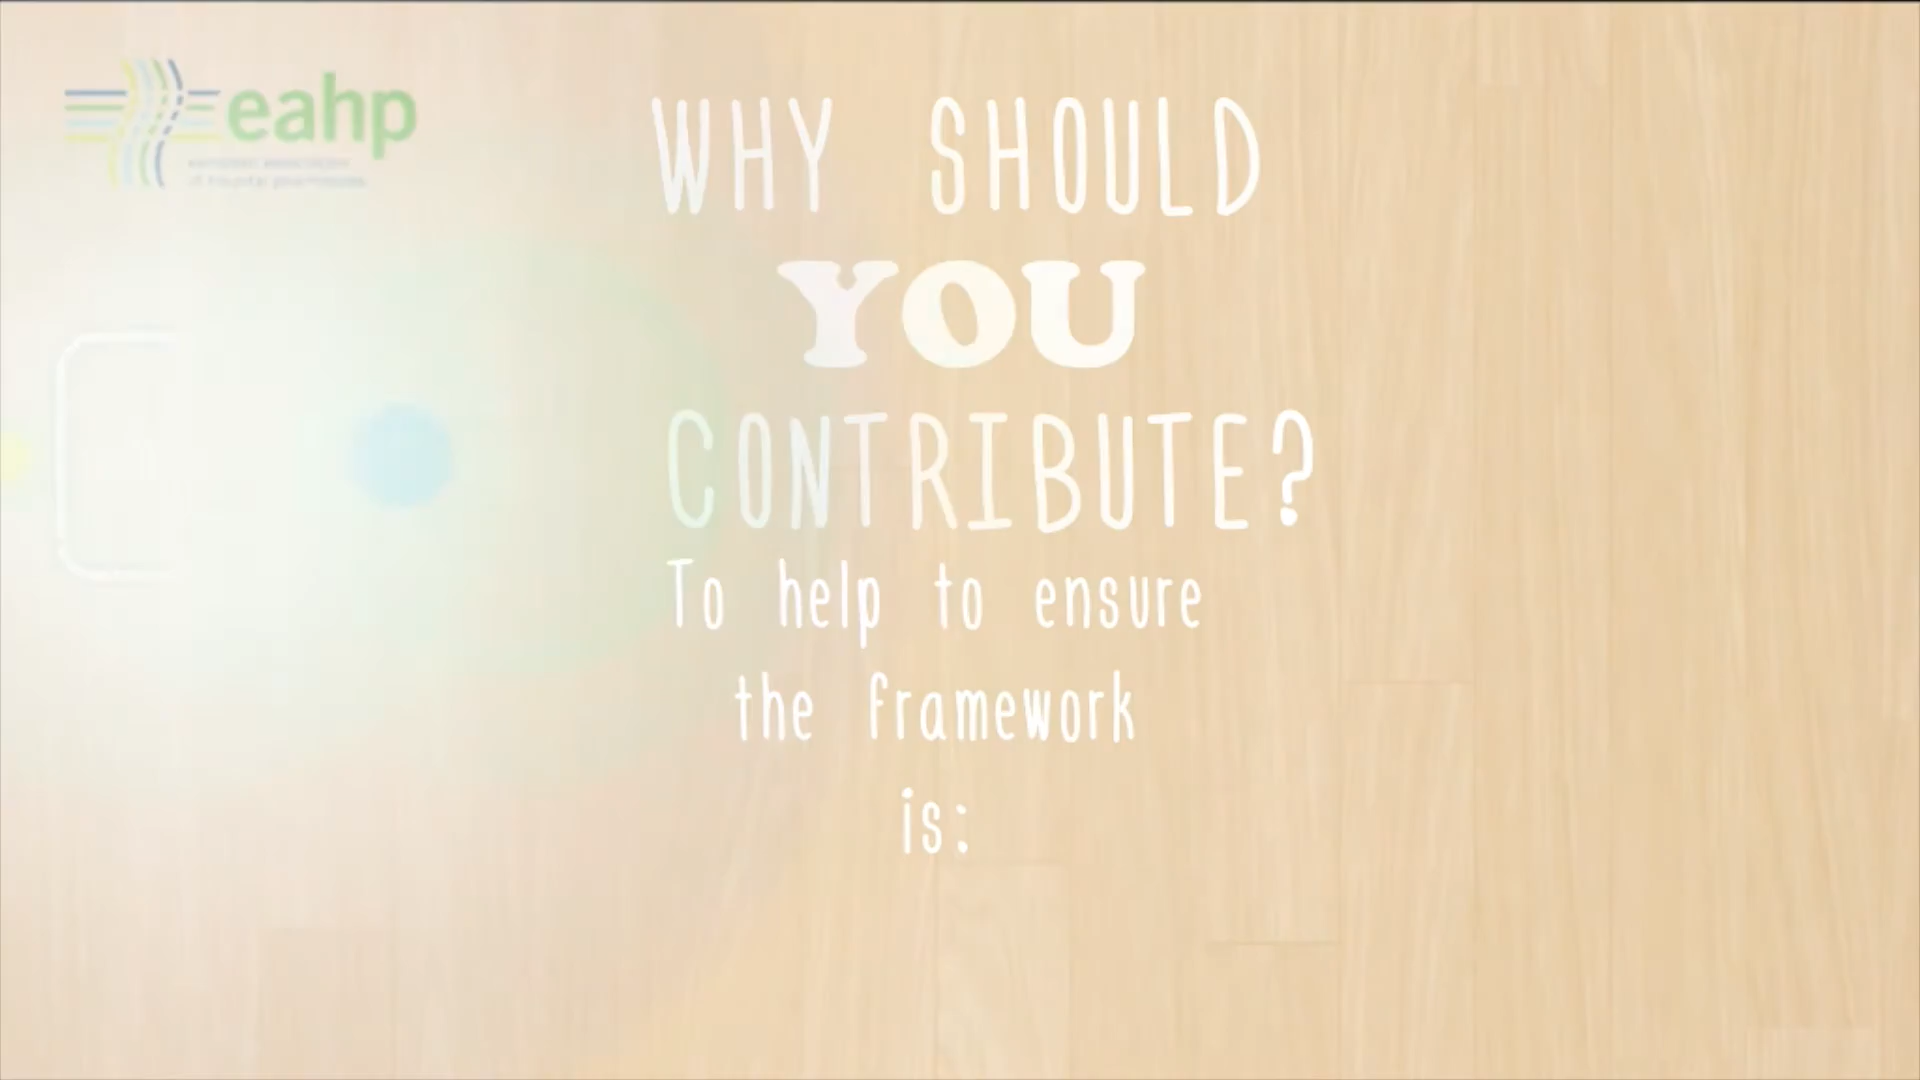 eahp
WHY SHOULD
YOU
CONTRIBUTE?
To help to ensure
the framework
is: